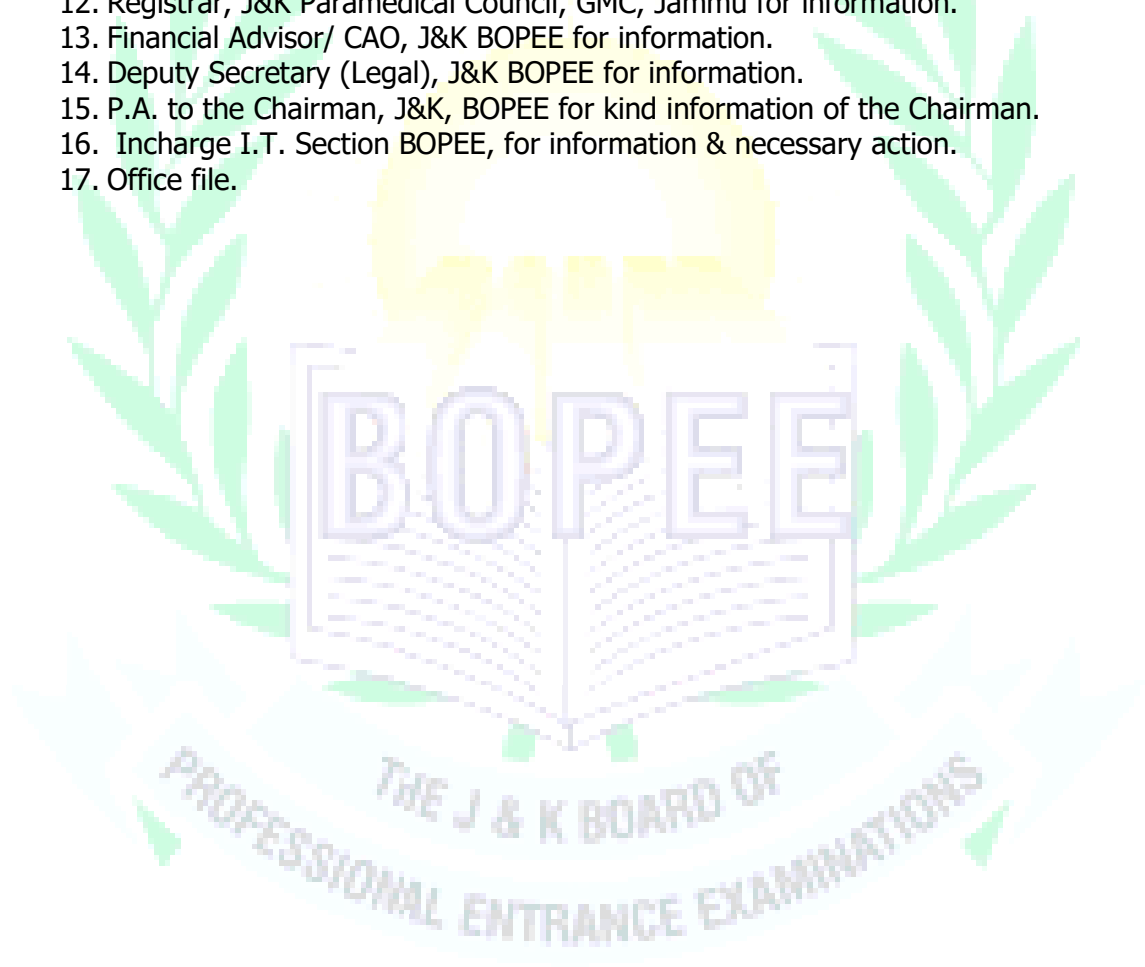 12. Registrar, J&K Paramedical Council, GMC, Jammu for information.
13. Financial Advisor/ CAO, J&K BOPEE for information.
14. Deputy Secretary (Legal), J&K BOPEE for information.
15. P.A. to the Chairman, J&K, BOPEE for kind information of the Chairman.
16. Incharge I.T. Section BOPEE, for information & necessary action.
17. Office file.
BOPEE
THE J & K BOARD OF
PROFESSIONAL ENTRANCE EXAMINATIONS